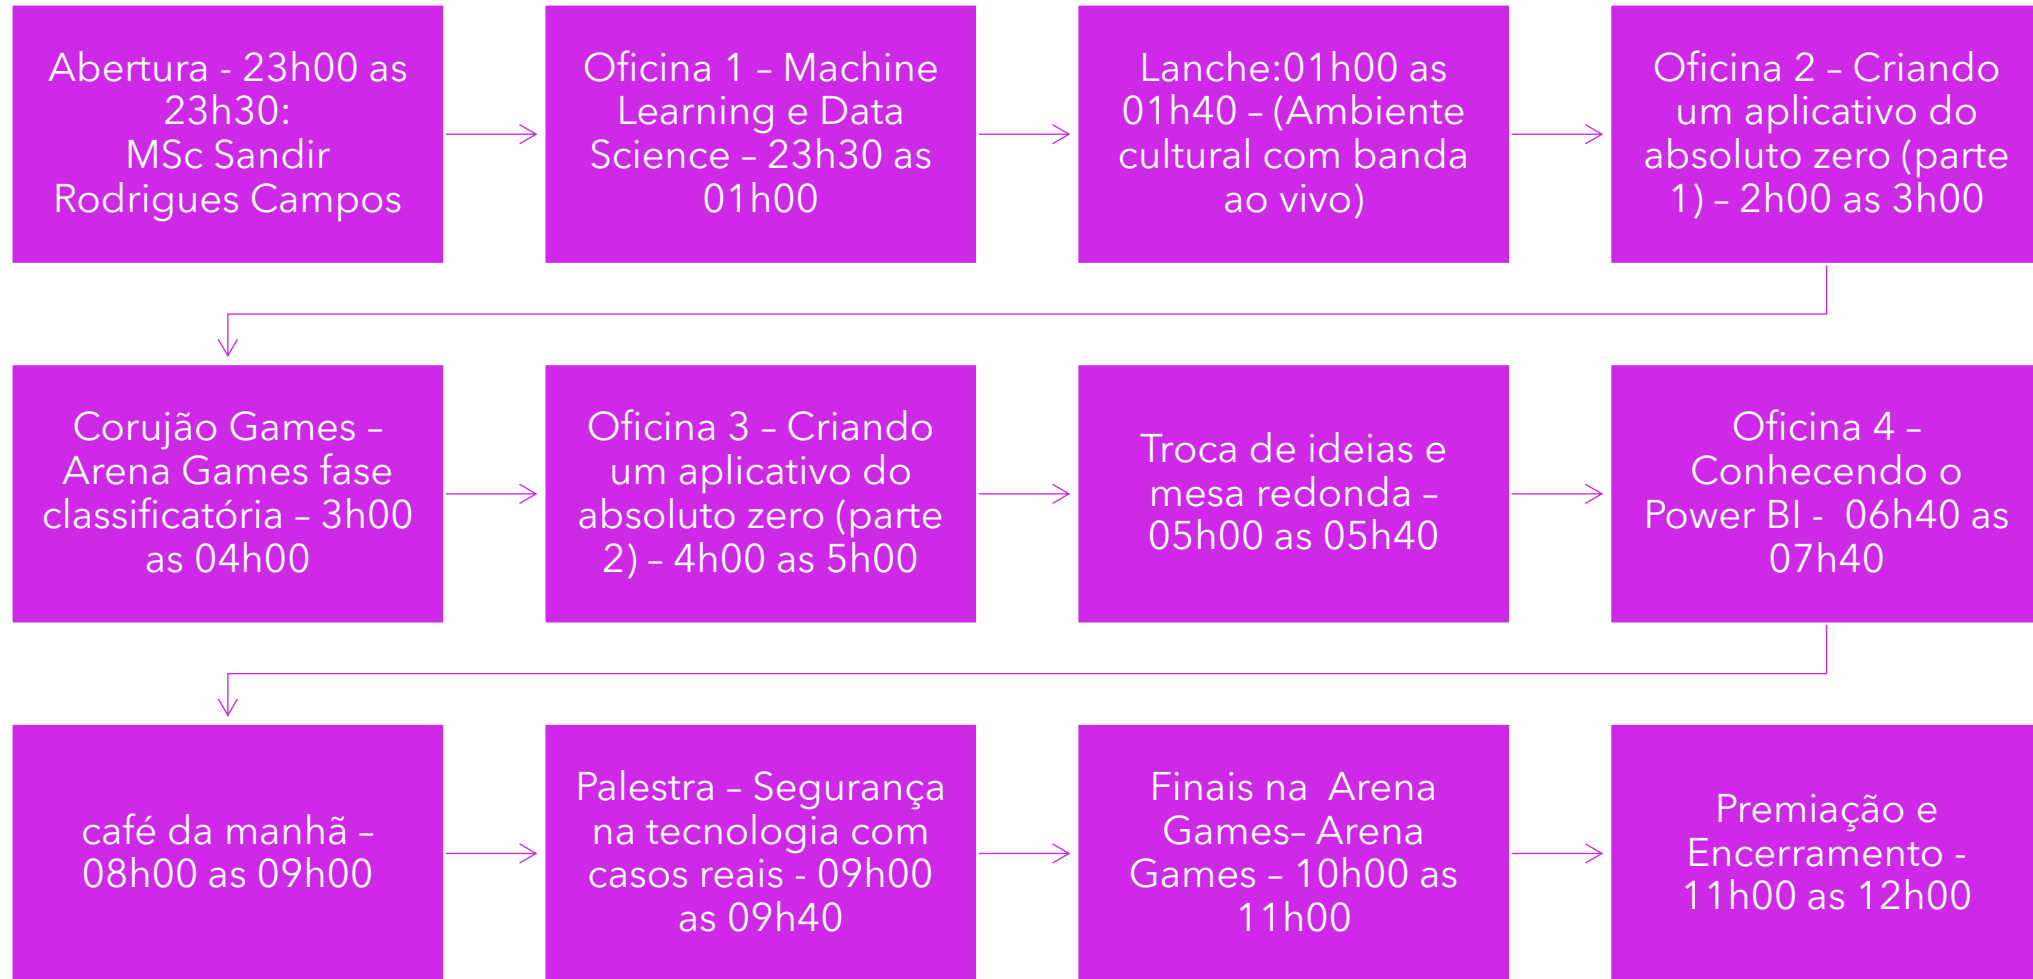 Abertura - 23h00 as
23h30:
MSc Sandir
Rodrigues Campos
Oficina 1 – Machine
Learning e Data
Science – 23h30 as
01h00
Lanche:01h00 as
01h40 – (Ambiente
cultural com banda
ao vivo)
Oficina 2 – Criando
um aplicativo do
absoluto zero (parte
1) – 2h00 as 3h00
Corujão Games –
Arena Games fase
classificatória – 3h00
as 04h00
Oficina 3 – Criando
um aplicativo do
absoluto zero (parte
2) – 4h00 as 5h00
Troca de ideias e
mesa redonda –
05h00 as 05h40
Oficina 4 –
Conhecendo o
Power BI -  06h40 as
07h40
café da manhã –
08h00 as 09h00
Palestra – Segurança
na tecnologia com
casos reais - 09h00
as 09h40
Finais na  Arena
Games– Arena
Games – 10h00 as
11h00
Premiação e
Encerramento -
11h00 as 12h00